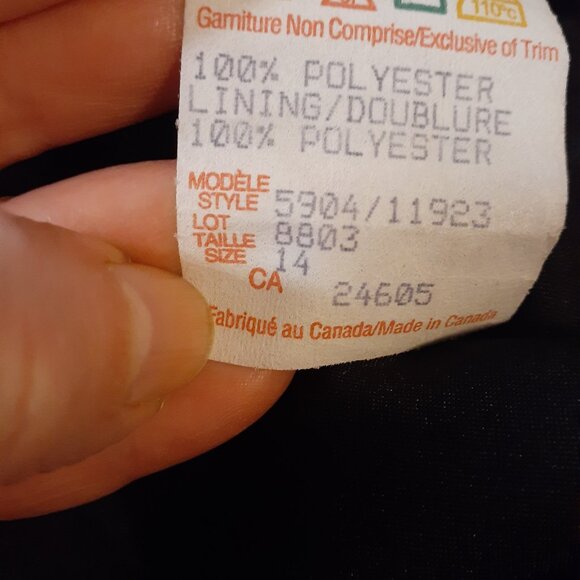 110°C
Garniture Non Comprise/Exclusive of Trim
100% POLYESTER
LINING/DOUBLURE
100% POLYESTER
MODÈLE
STYLE 5904/11923
LOT 8803
TAILLE
SIZE 14
CA 24605
Fabriqué au Canada/Made in Canada